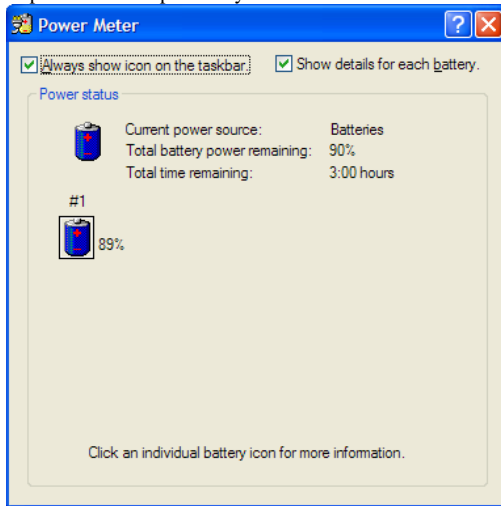 Power Meter
Always show icon on the taskbar.
Show details for each battery.
Power status
Current power source: Batteries
Total battery power remaining: 90%
Total time remaining: 3:00 hours
#1
89%
Click an individual battery icon for more information.